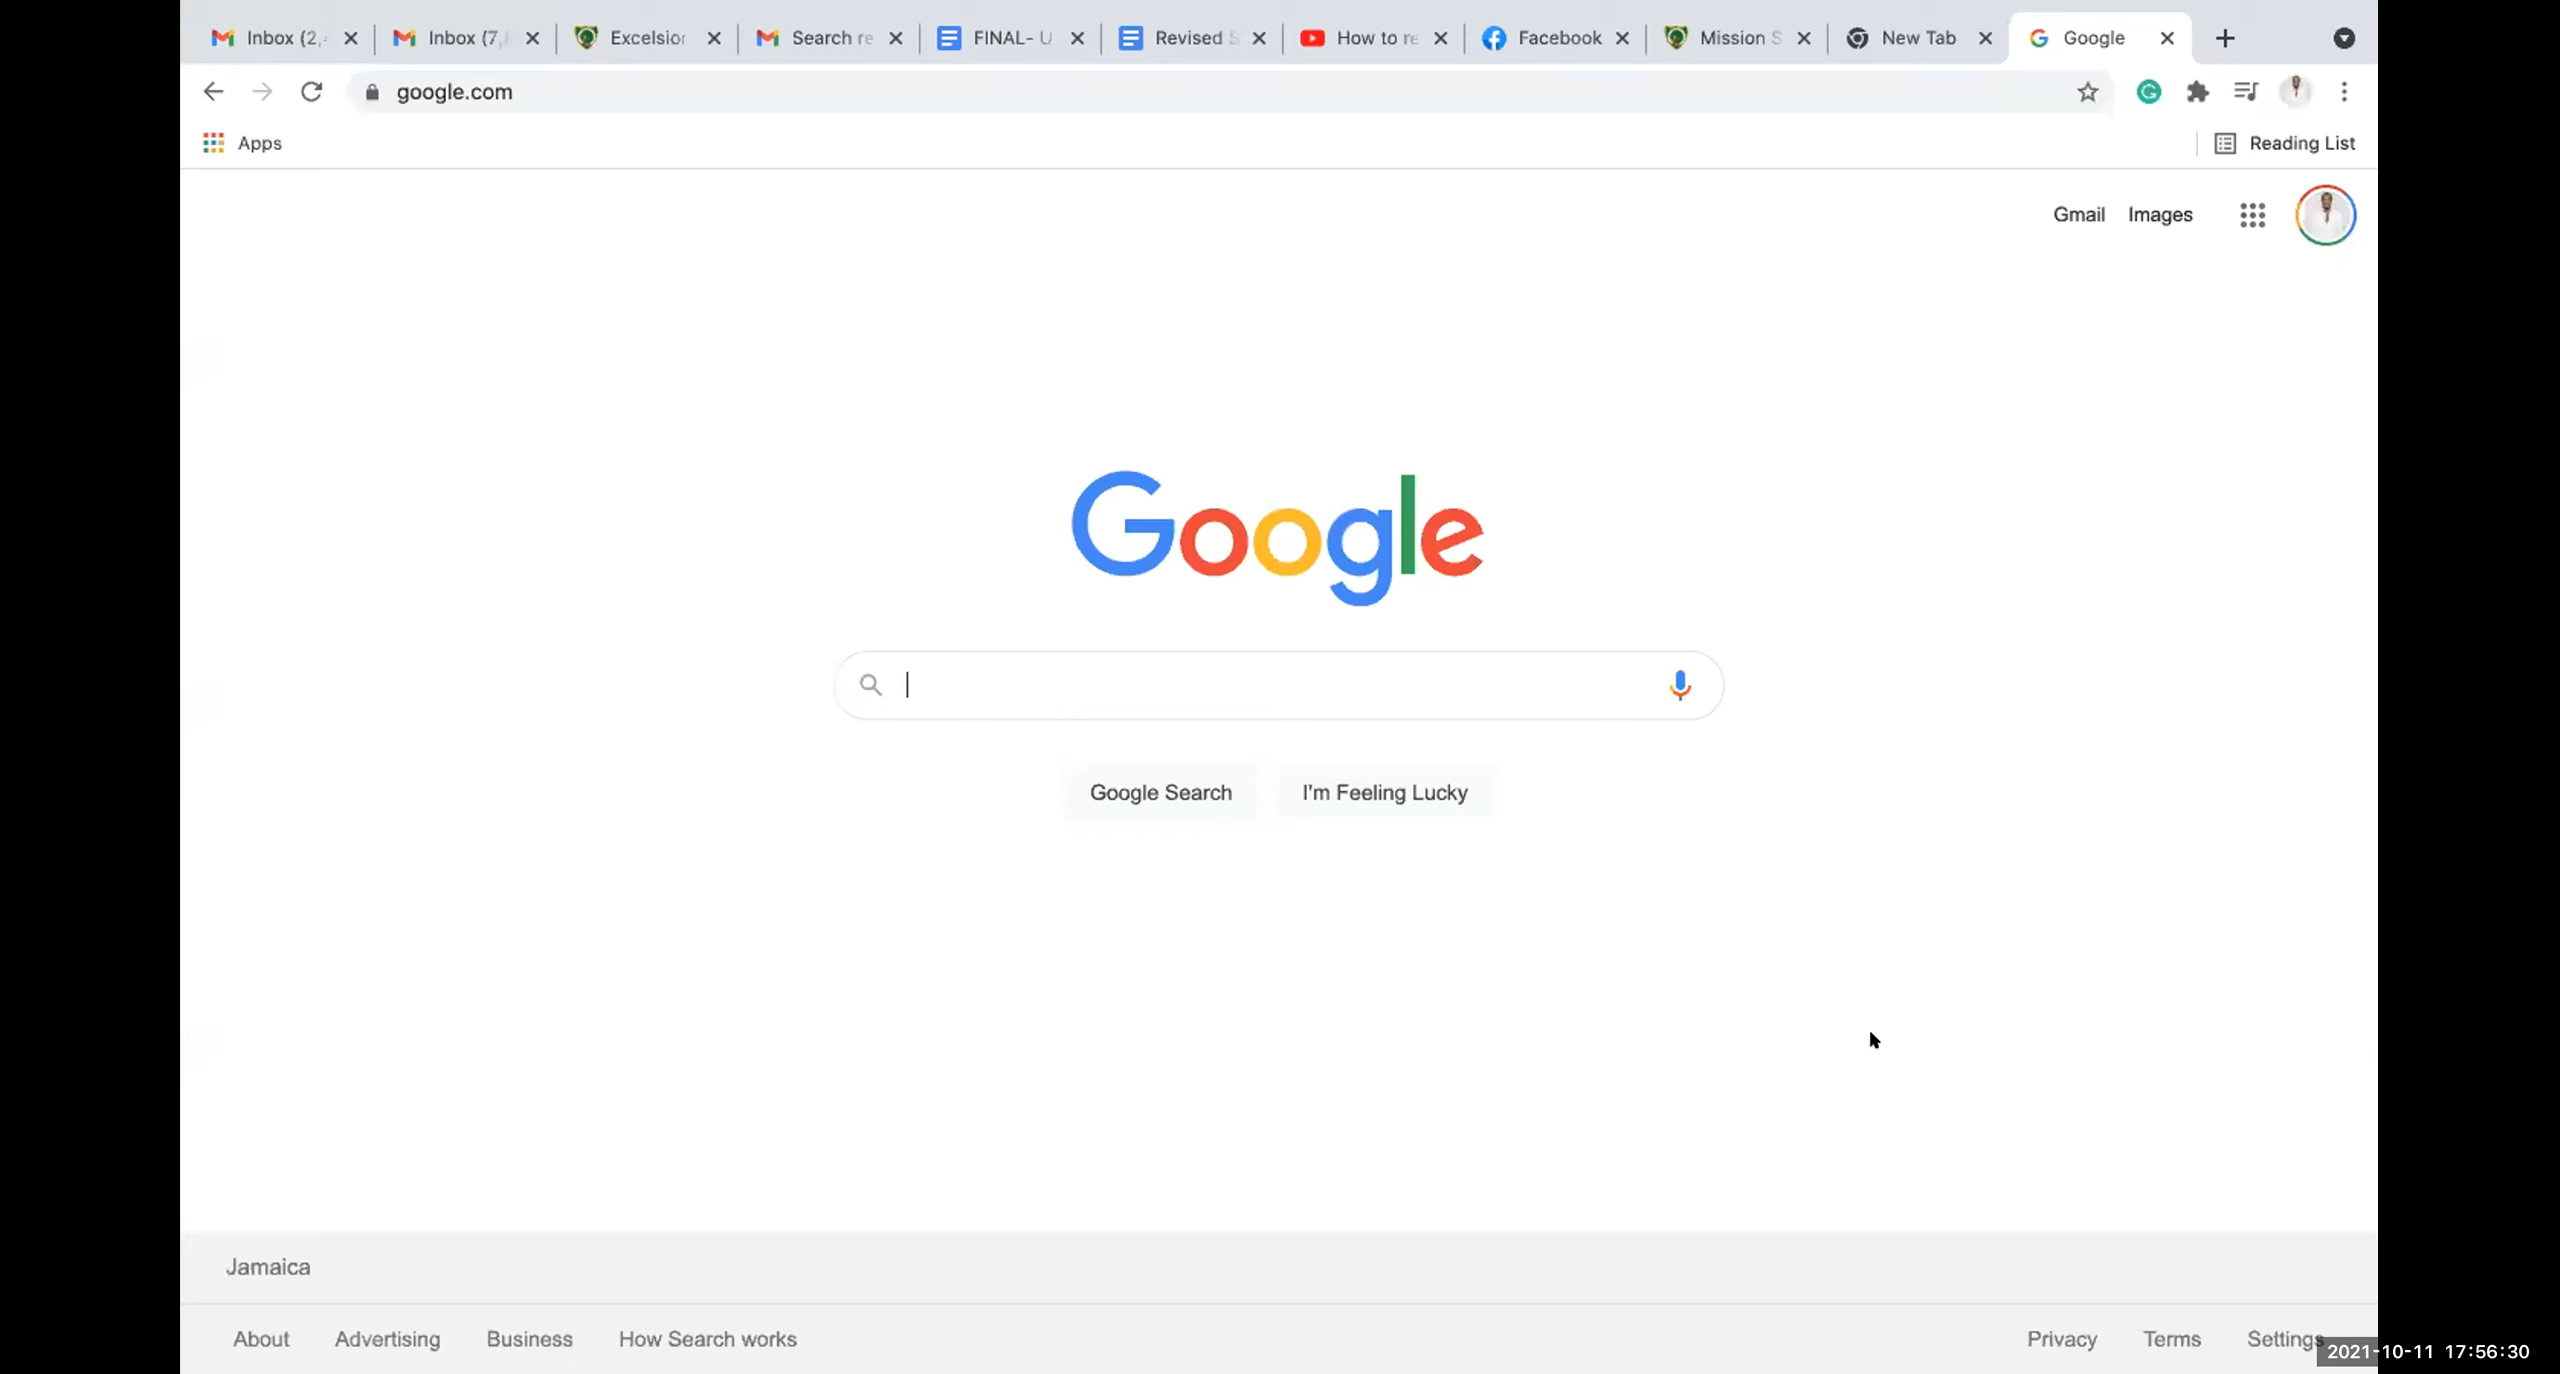 Inbox (2, Inbox (7, Excelsior Search re FINAL- U Revised S How to re Facebook Mission S New Tab Google
google.com
Apps Reading List
Gmail Images
Google
Google Search I'm Feeling Lucky
Jamaica
About Advertising Business How Search works Privacy Terms Settings
2021-10-11 17:56:30